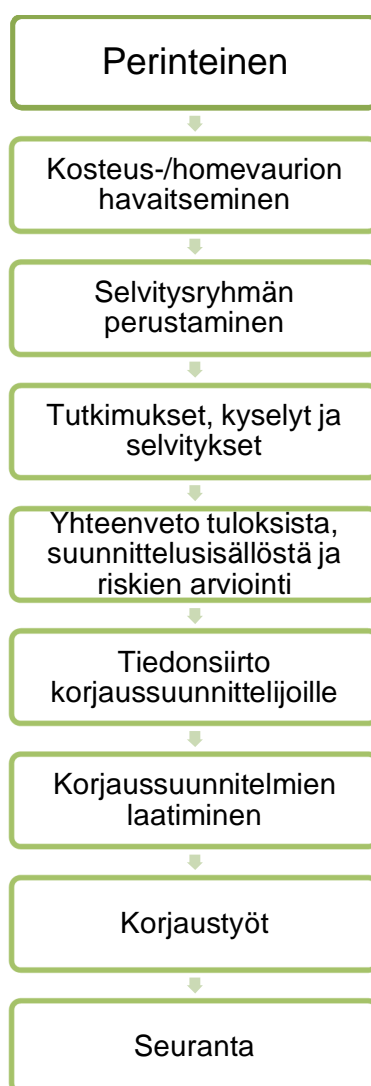 Perinteinen
Kosteus-/homevaurion
havaitseminen
Selvitysryhmän
perustaminen
Tutkimukset, kyselyt ja
selvitykset
Yhteenveto tuloksista,
suunnittelusisällöstä ja
riskien arviointi
Tiedonsiirto
korjaussuunnittelijoille
Korjaussuunnitelmien
laatiminen
Korjaustyöt
Seuranta